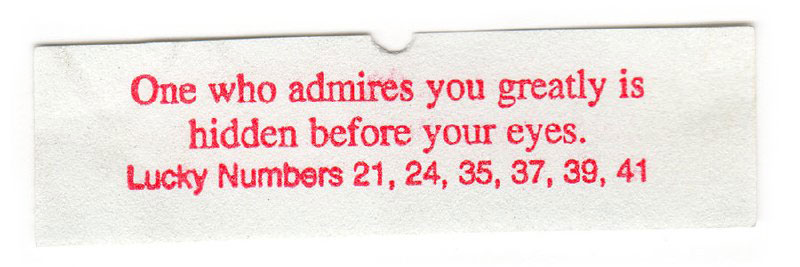 One who admires you greatly is
hidden before your eyes.
Lucky Numbers 21, 24, 35, 37, 39, 41